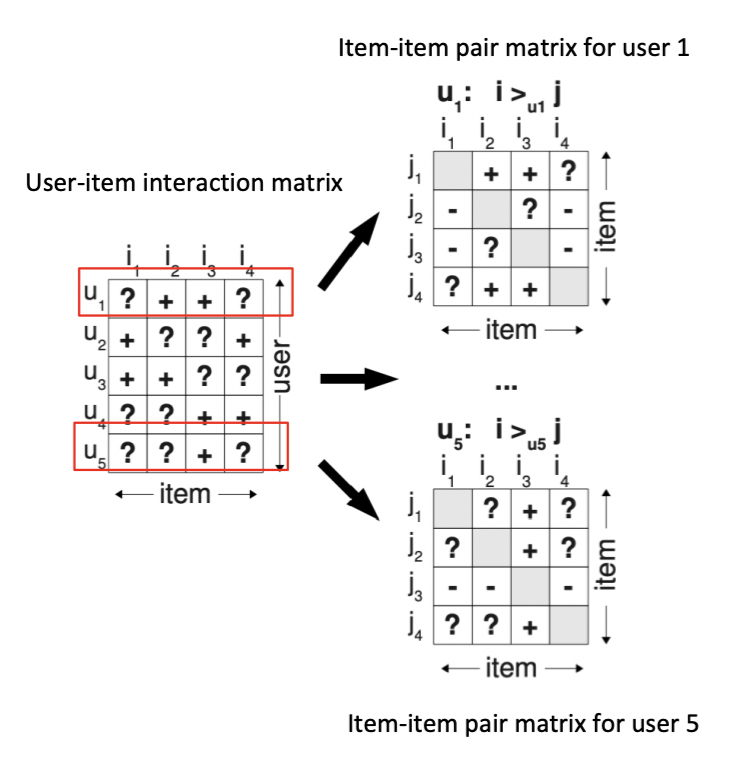 Item-item pair matrix for user 1
u1: i >u1 j
i1 i2 i3 i4
j1 + + ?
j2 - ? -
j3 - ? -
j4 ? + +
item
item
User-item interaction matrix
i1 i2 i3 i4
u1 ? + + ?
u2 + ? ? +
u3 + + ? ?
u4 ? ? + +
u5 ? ? + ?
user
item
...
u5: i >u5 j
i1 i2 i3 i4
j1 ? + ?
j2 ? + ?
j3 - - -
j4 ? ? +
item
item
Item-item pair matrix for user 5